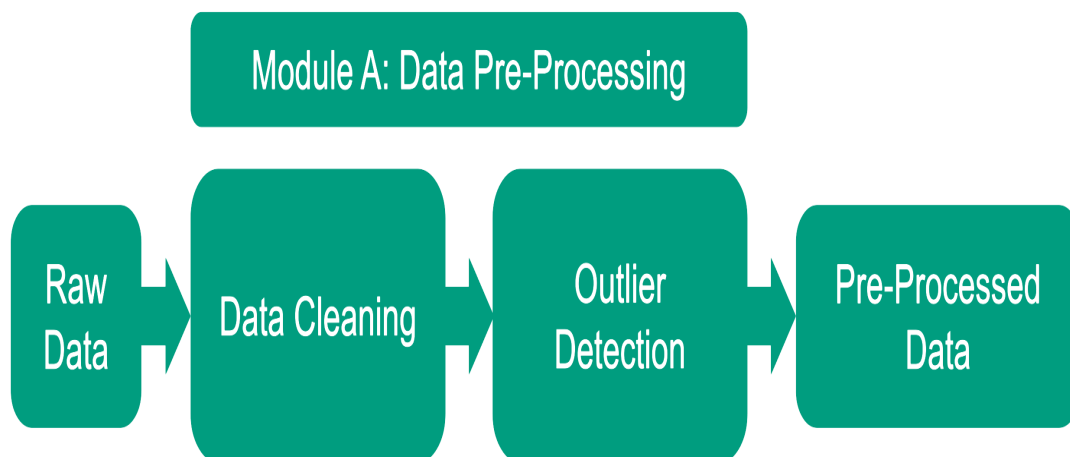 Module A: Data Pre-Processing
Raw
Data
Data Cleaning
Outlier
Detection
Pre-Processed
Data